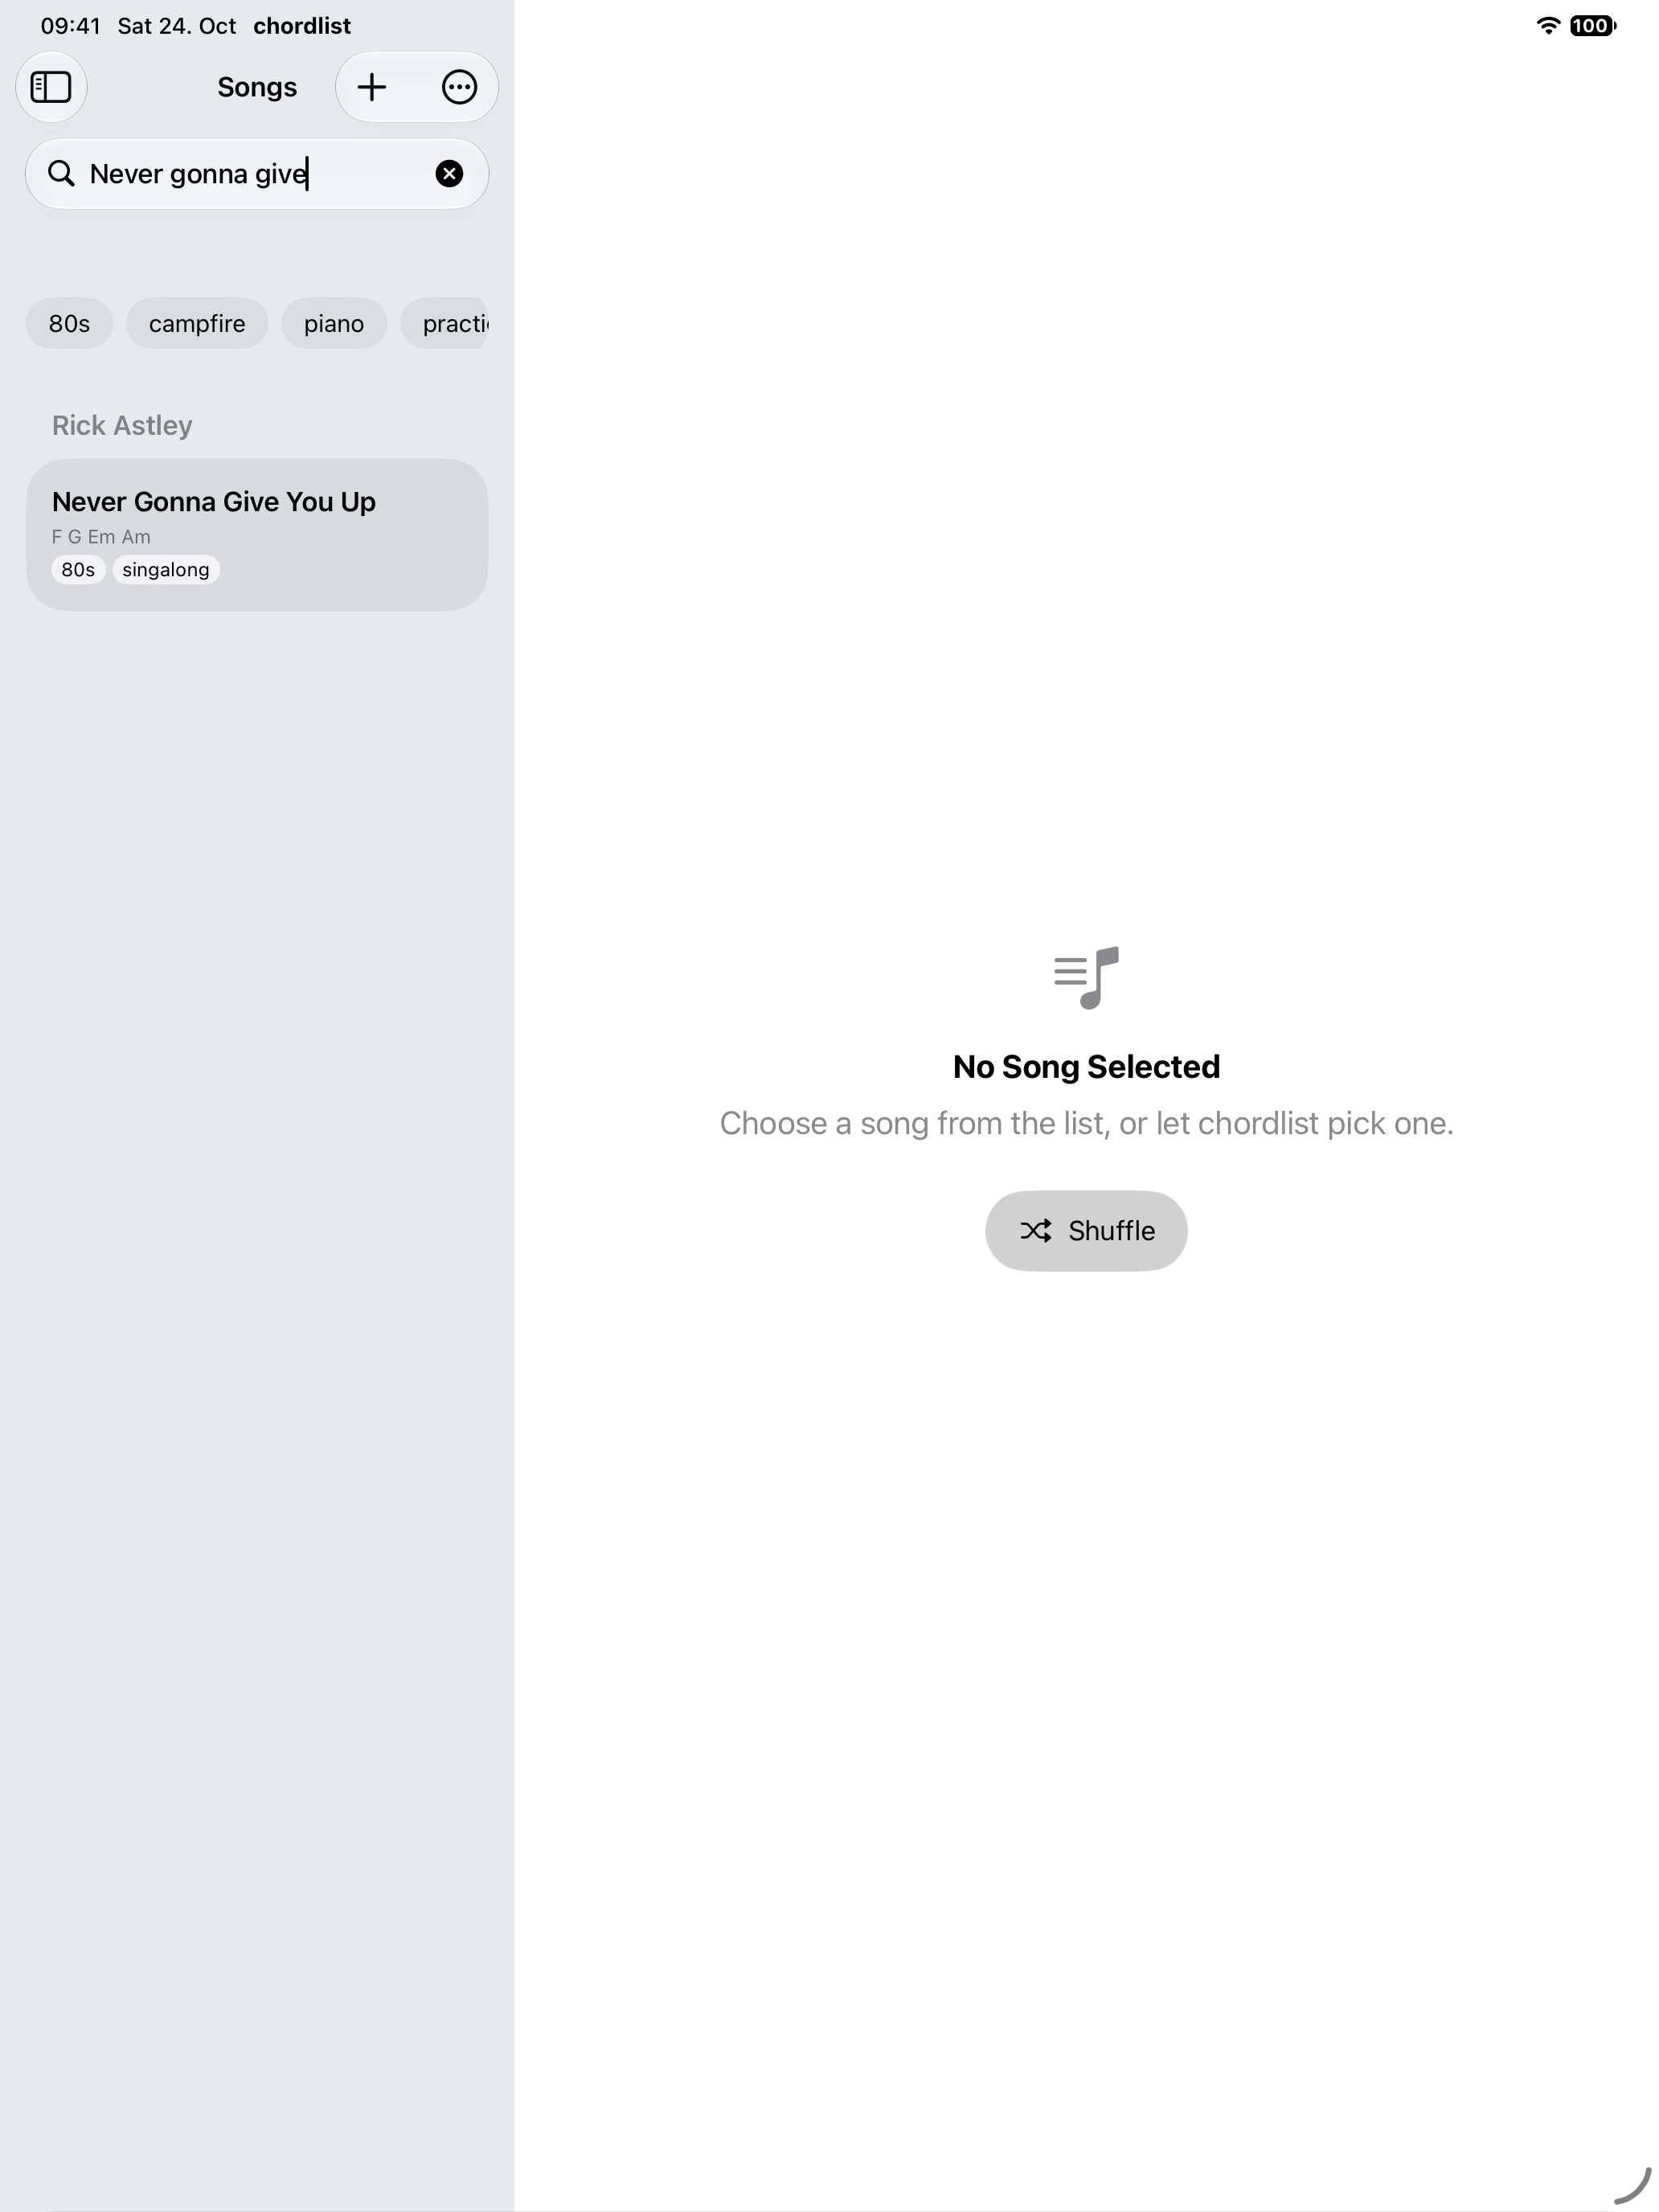 09:41 Sat 24. Oct chordlist
100
Songs
Never gonna give
80s campfire piano
Rick Astley
Never Gonna Give You Up
F G Em Am
80s singalong
No Song Selected
Choose a song from the list, or let chordlist pick one.
Shuffle